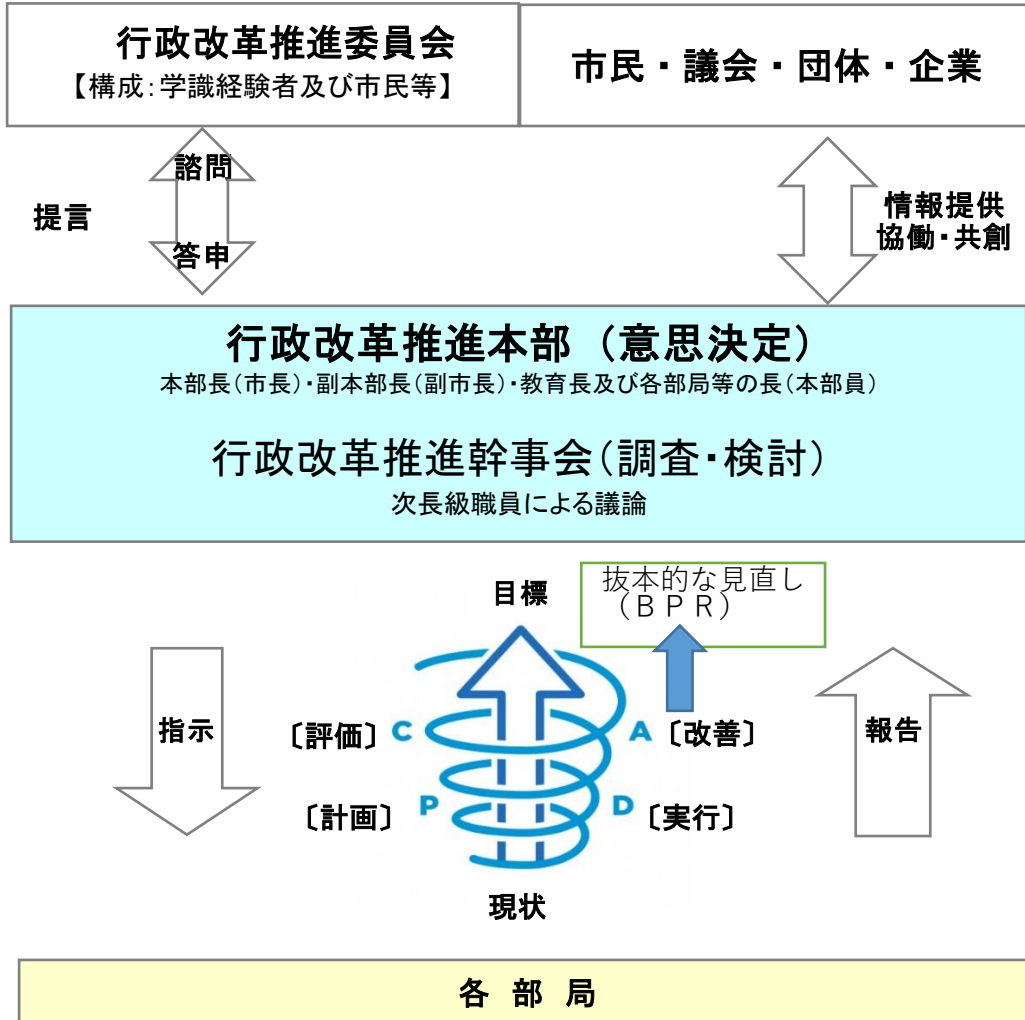 行政改革推進委員会
【構成:学識経験者及び市民等】
市民・議会・団体・企業
諮問
提言
答申
情報提供
協働・共創
行政改革推進本部（意思決定）
本部長(市長)・副本部長(副市長)・教育長及び各部局等の長(本部員)
行政改革推進幹事会(調査・検討)
次長級職員による議論
目標
抜本的な見直し
（ＢＰＲ）
指示
〔評価〕 C
A 〔改善〕
報告
〔計画〕 P
D 〔実行〕
現状
各 部 局